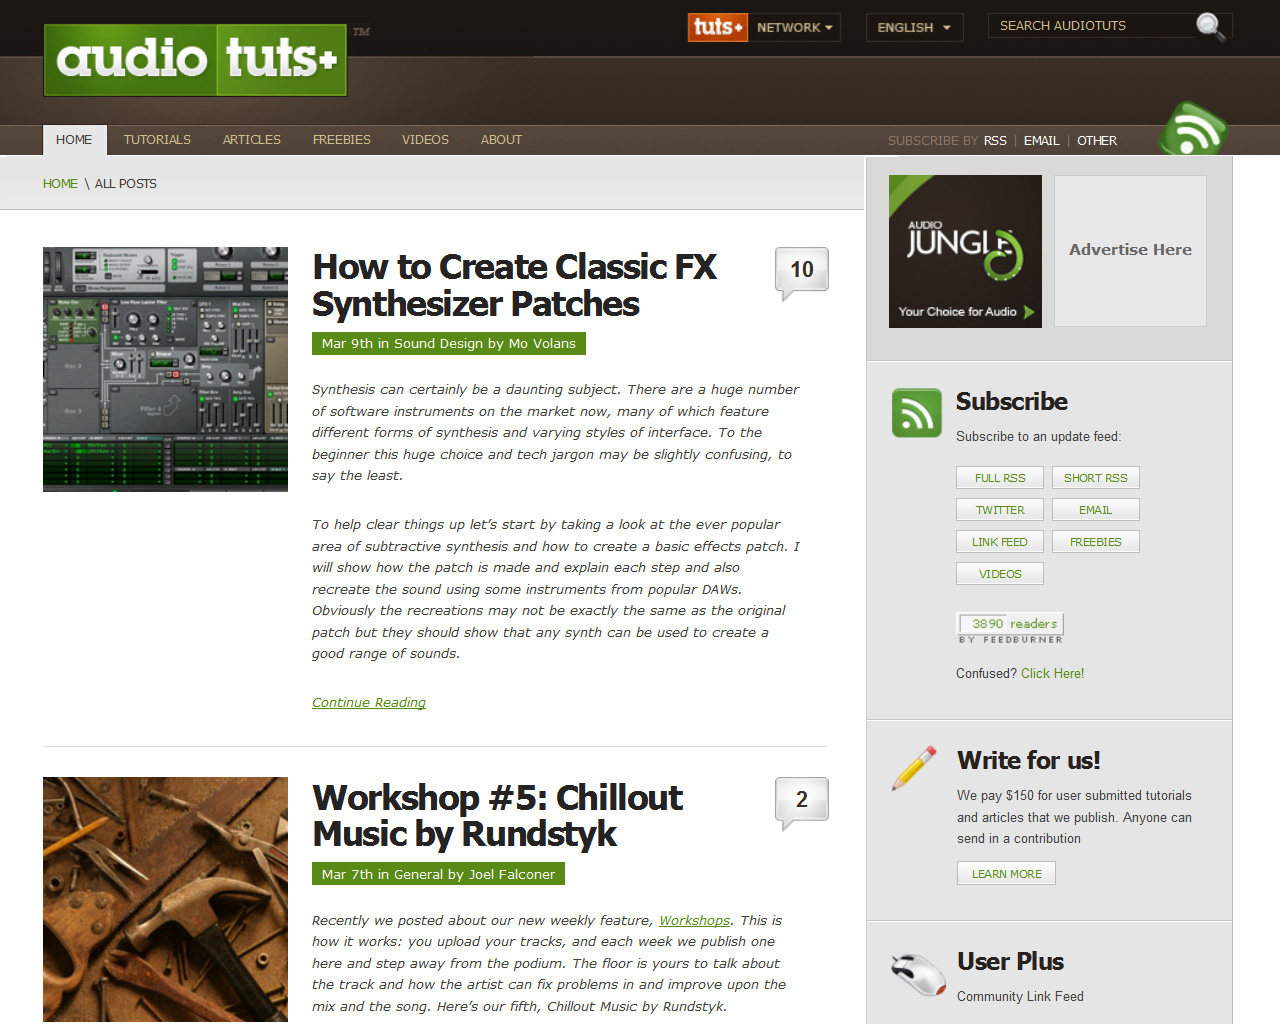 audio tuts+ TM
tuts+ NETWORK
ENGLISH
SEARCH AUDIOTUTS
HOME TUTORIALS ARTICLES FREEBIES VIDEOS ABOUT
SUBSCRIBE BY RSS | EMAIL | OTHER
HOME \ ALL POSTS
How to Create Classic FX
Synthesizer Patches
10
Mar 9th in Sound Design by Mo Volans
Synthesis can certainly be a daunting subject. There are a huge number
of software instruments on the market now, many of which feature
different forms of synthesis and varying styles of interface. To the
beginner this huge choice and tech jargon may be slightly confusing, to
say the least.
To help clear things up let's start by taking a look at the ever popular
area of subtractive synthesis and how to create a basic effects patch. I
will show how the patch is made and explain each step and also
recreate the sound using some instruments from popular DAWs.
Obviously the recreations may not be exactly the same as the original
patch but they should show that any synth can be used to create a
good range of sounds.
Continue Reading
Workshop #5: Chillout
Music by Rundstyk
2
Mar 7th in General by Joel Falconer
Recently we posted about our new weekly feature, Workshops. This is
how it works: you upload your tracks, and each week we publish one
here and step away from the podium. The floor is yours to talk about
the track and how the artist can fix problems in and improve upon the
mix and the song. Here's our fifth, Chillout Music by Rundstyk.
AUDIO
JUNGLE
Your Choice for Audio
Advertise Here
Subscribe
Subscribe to an update feed:
FULL RSS SHORT RSS
TWITTER EMAIL
LINK FEED FREEBIES
VIDEOS
3890 readers
BY FEEDBURNER
Confused? Click Here!
Write for us!
We pay $150 for user submitted tutorials
and articles that we publish. Anyone can
send in a contribution
LEARN MORE
User Plus
Community Link Feed